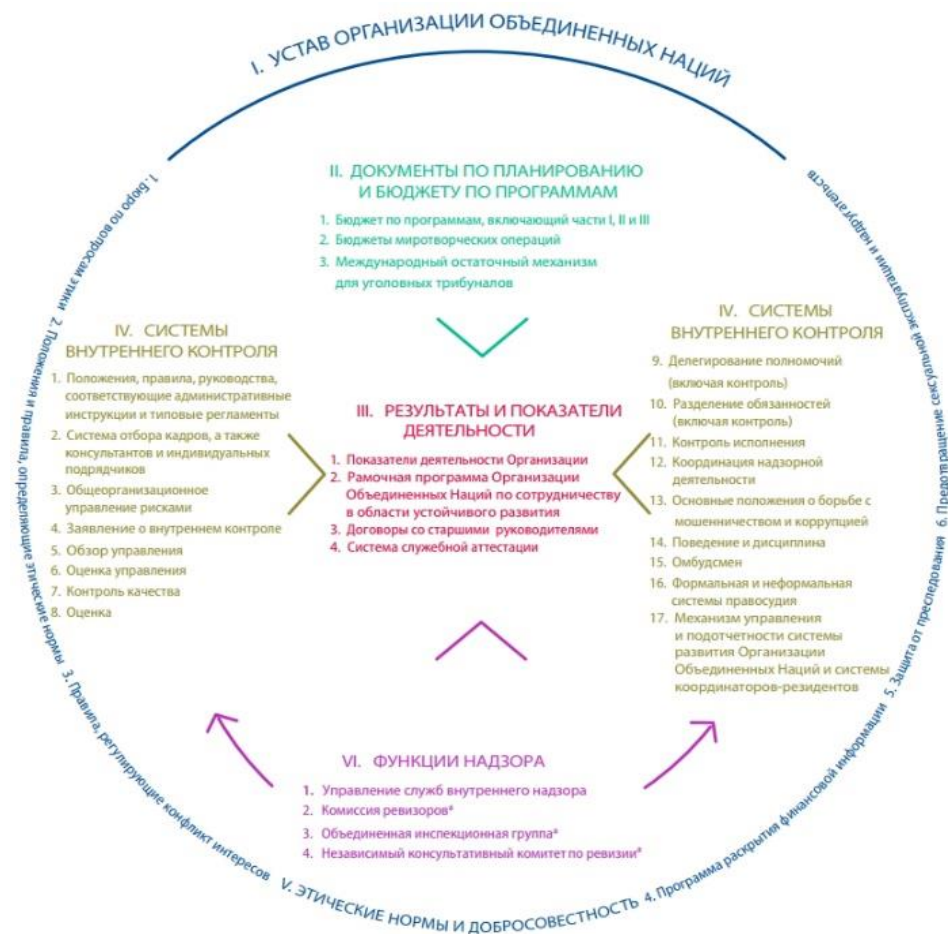 I. УСТАВ ОРГАНИЗАЦИИ ОБЪЕДИНЕННЫХ НАЦИЙ
II. ДОКУМЕНТЫ ПО ПЛАНИРОВАНИЮ
И БЮДЖЕТУ ПО ПРОГРАММАМ
1. Бюджет по программам, включающий части I, II и III
2. Бюджеты миротворческих операций
3. Международный остаточный механизм
для уголовных трибуналов
IV. СИСТЕМЫ
ВНУТРЕННЕГО КОНТРОЛЯ
1. Положения, правила, руководства,
соответствующие административные
инструкции и типовые регламенты
2. Система отбора кадров, а также
консультантов и индивидуальных
подрядчиков
3. Общеорганизационное
управление рисками
4. Заявление о внутреннем контроле
5. Обзор управления
6. Оценка управления
7. Контроль качества
8. Оценка
III. РЕЗУЛЬТАТЫ И ПОКАЗАТЕЛИ
ДЕЯТЕЛЬНОСТИ
1. Показатели деятельности Организации
2. Рамочная программа Организации
Объединенных Наций по сотрудничеству
в области устойчивого развития
3. Договоры со старшими руководителями
4. Система служебной аттестации
IV. СИСТЕМЫ
ВНУТРЕННЕГО КОНТРОЛЯ
9. Делегирование полномочий
(включая контроль)
10. Разделение обязанностей
(включая контроль)
11. Контроль исполнения
12. Координация надзорной
деятельности
13. Основные положения о борьбе с
мошенничеством и коррупцией
14. Поведение и дисциплина
15. Омбудсмен
16. Формальная и неформальная
системы правосудия
17. Механизм управления
и подотчетности системы
развития Организации
Объединенных Наций и системы
координаторов-резидентов
VI. ФУНКЦИИ НАДЗОРА
1. Управление служб внутреннего надзора
2. Комиссия ревизоровª
3. Объединенная инспекционная группаª
4. Независимый консультативный комитет по ревизииª
V. ЭТИЧЕСКИЕ НОРМЫ И ДОБРОСОВЕСТНОСТЬ
1. Бюро по вопросам этики
2. Положения и правила, определяющие этические нормы
3. Правила, регулирующие конфликт интересов
4. Программа раскрытия финансовой информации
5. Защита от преследования
6. Предотвращение сексуальной эксплуатации и надругательств